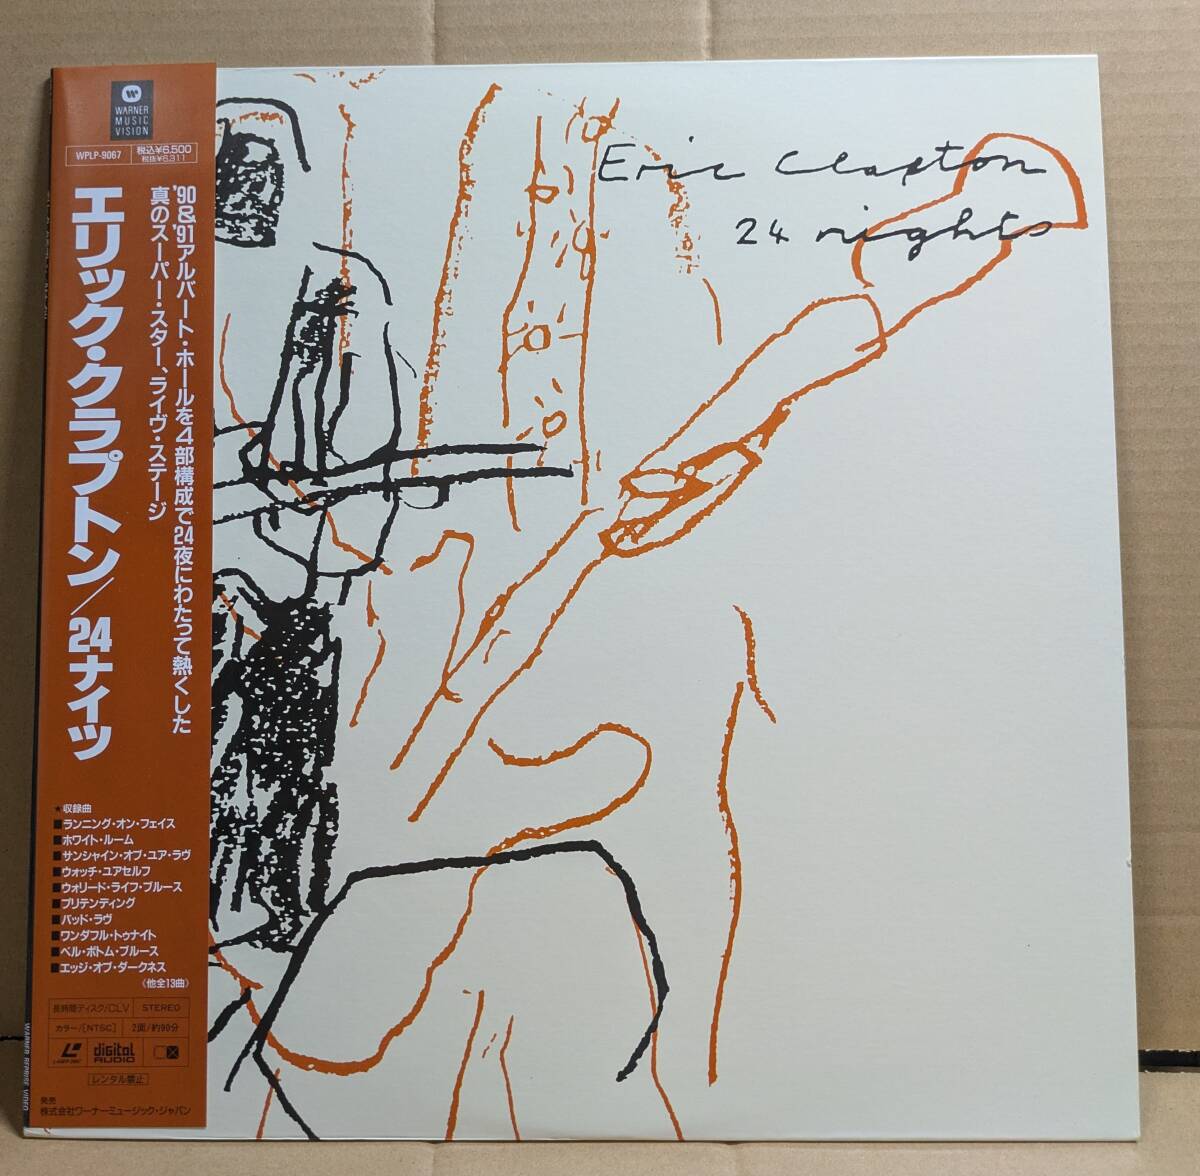 WARNER
MUSIC
VISION
WPLP-9067
税込¥6,500
税抜¥6,311
'90&'91アルバート・ホールを4部構成で24夜にわたって熱くした
真のスーパー・スター、ライヴ・ステージ
エリック・クラプトン/24ナイツ
★収録曲
■ランニング・オン・フェイス
■ホワイト・ルーム
■サンシャイン・オブ・ユア・ラヴ
■ウォッチ・ユアセルフ
■ウォリード・ライフ・ブルース
■プリテンディング
■バッド・ラヴ
■ワンダフル・トゥナイト
■ベル・ボトム・ブルース
■エッジ・オブ・ダークネス
〈他全13曲〉
長時間ディスク/CLV
STEREO
カラー/[NTSC]
2面/約90分
digital
AUDIO
レンタル禁止
発売
株式会社ワーナーミュージック・ジャパン
Eric Clapton
24 nights
WARNER REPRISE VIDEO